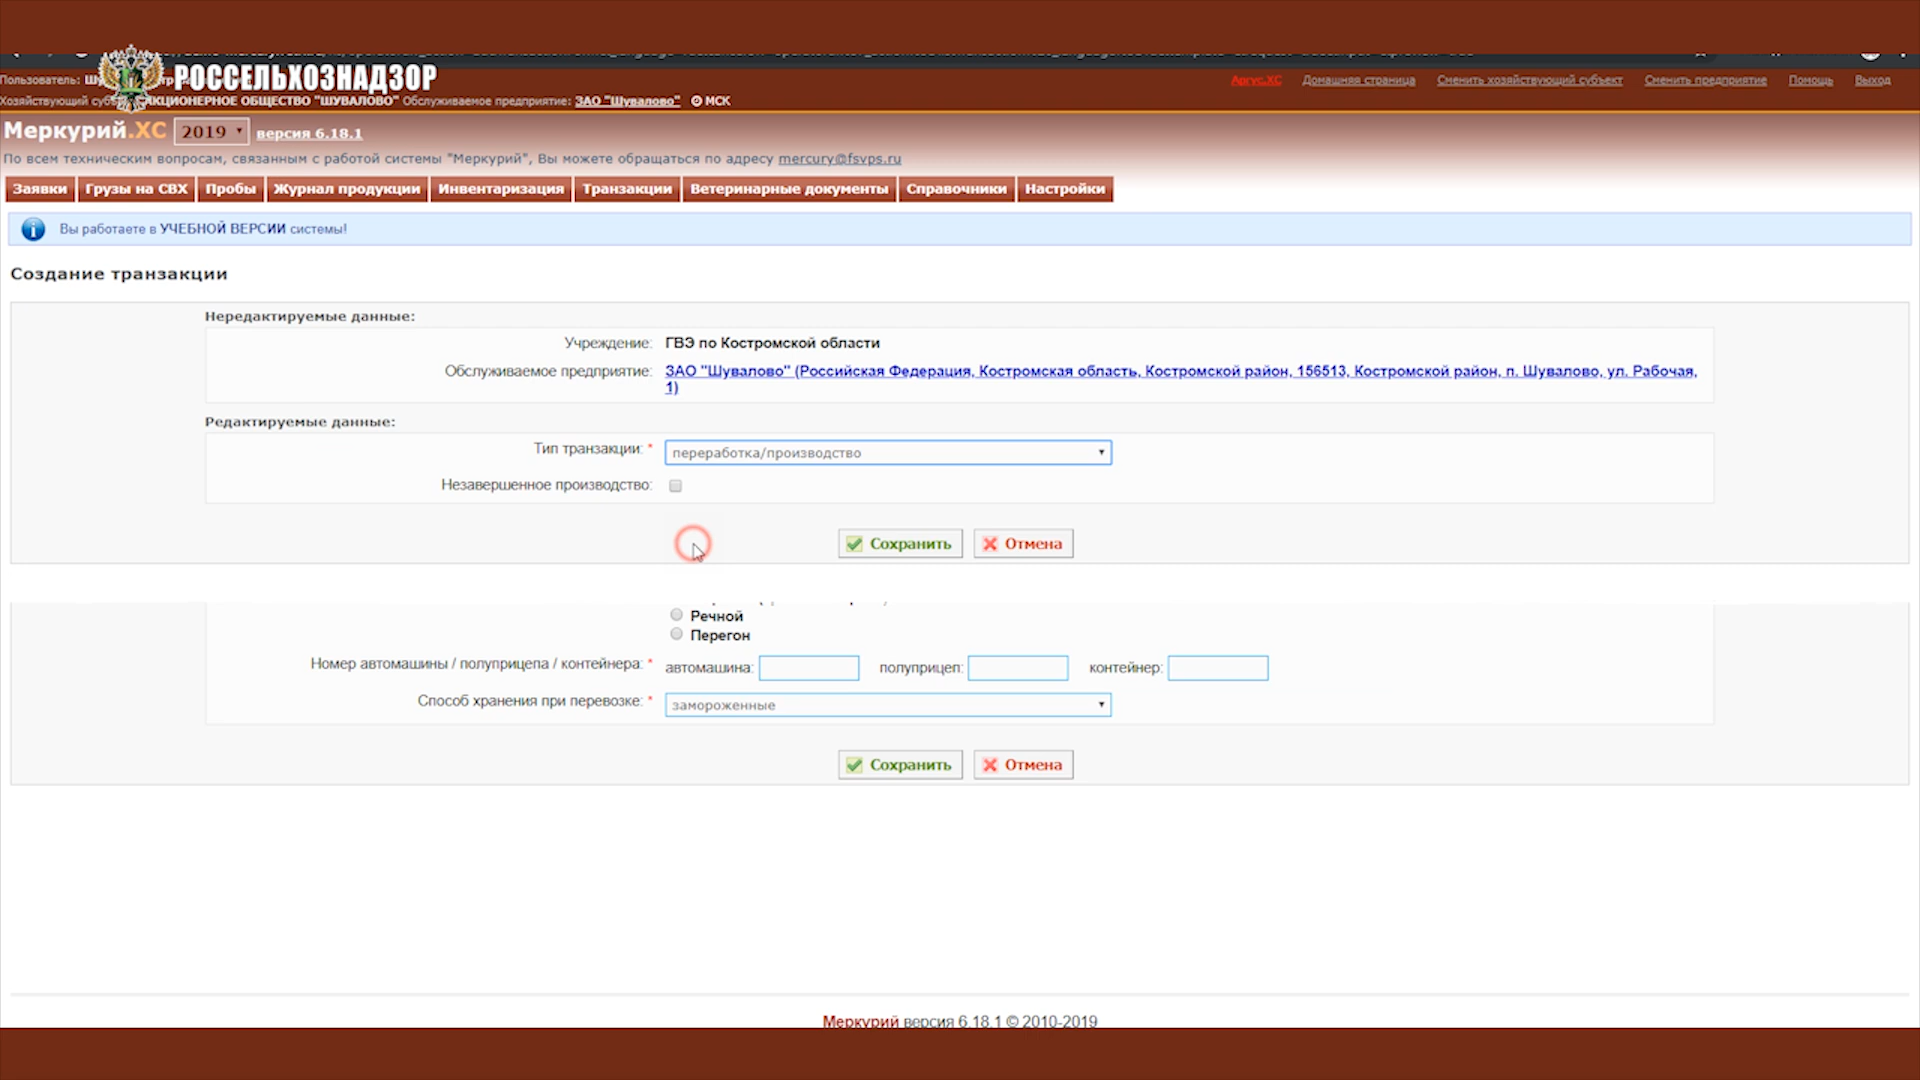 РОССЕЛЬХОЗНАДЗОР
Пользователь:
Аргус.ХС Домашняя страница Сменить хозяйствующий субъект Сменить предприятие Помощь Выход
АКЦИОНЕРНОЕ ОБЩЕСТВО "ШУВАЛОВО" Обслуживаемое предприятие: ЗАО "Шувалово" МСК
Меркурий.ХС 2019 версия 6.18.1
По всем техническим вопросам, связанным с работой системы "Меркурий", Вы можете обращаться по адресу mercury@fsvps.ru
Заявки Грузы на СВХ Пробы Журнал продукции Инвентаризация Транзакции Ветеринарные документы Справочники Настройки
Вы работаете в УЧЕБНОЙ ВЕРСИИ системы!
Создание транзакции
Нередактируемые данные:
Учреждение: ГВЭ по Костромской области
Обслуживаемое предприятие: ЗАО "Шувалово" (Российская Федерация, Костромская область, Костромской район, 156513, Костромской район, п. Шувалово, ул. Рабочая,
1)
Редактируемые данные:
Тип транзакции: * переработка/производство
Незавершенное производство:
Сохранить Отмена
Речной
Перегон
Номер автомашины / полуприцепа / контейнера: * автомашина: полуприцеп: контейнер:
Способ хранения при перевозке: * замороженные
Сохранить Отмена
Меркурий версия 6.18.1 © 2010-2019